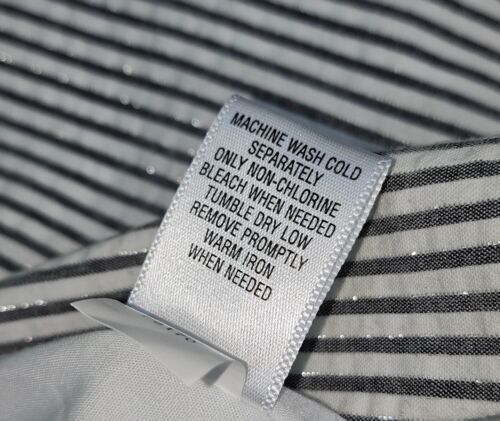 MACHINE WASH COLD
SEPARATELY
ONLY NON-CHLORINE
BLEACH WHEN NEEDED
TUMBLE DRY LOW
REMOVE PROMPTLY
WARM IRON
WHEN NEEDED